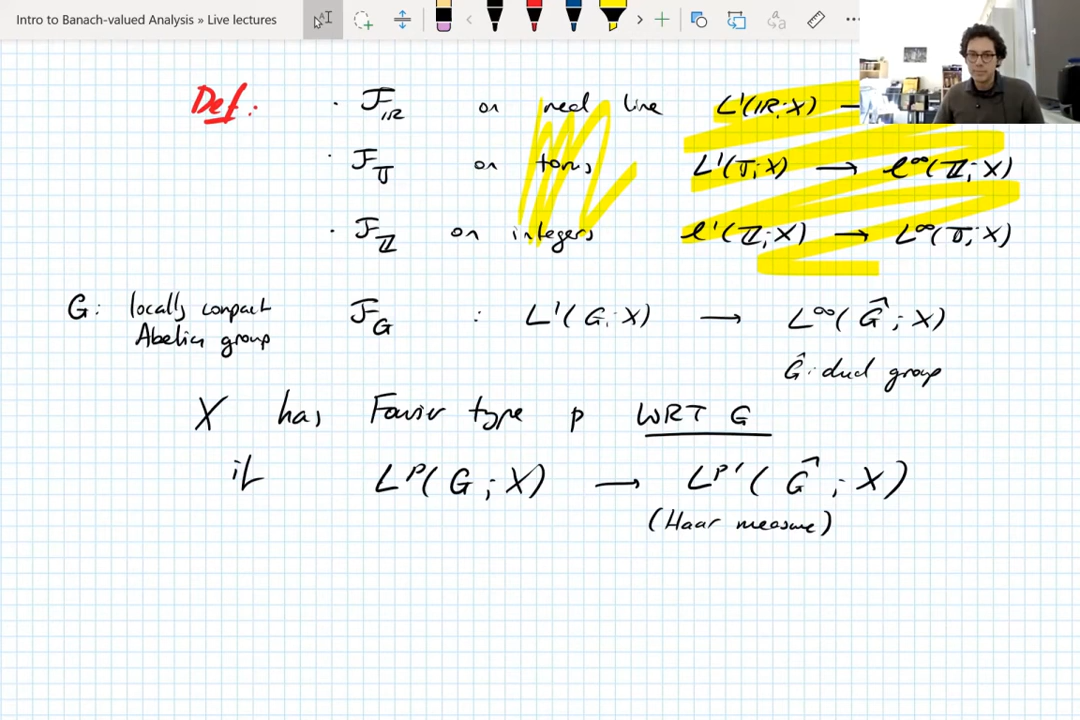 Intro to Banach-valued Analysis » Live lectures
Def: · F_ℝ on real line L¹(ℝ; X) →
· F_𝕋 on torus L¹(𝕋; X) → ℓ^∞(ℤ; X)
· F_ℤ on integers ℓ¹(ℤ; X) → L^∞(𝕋; X)
G: locally compact Abelian group F_G : L¹(G; X) → L^∞(Ĝ; X)
Ĝ: dual group
X has Fourier type p WRT G
if L^p(G; X) → L^p'(Ĝ; X)
(Haar measure)